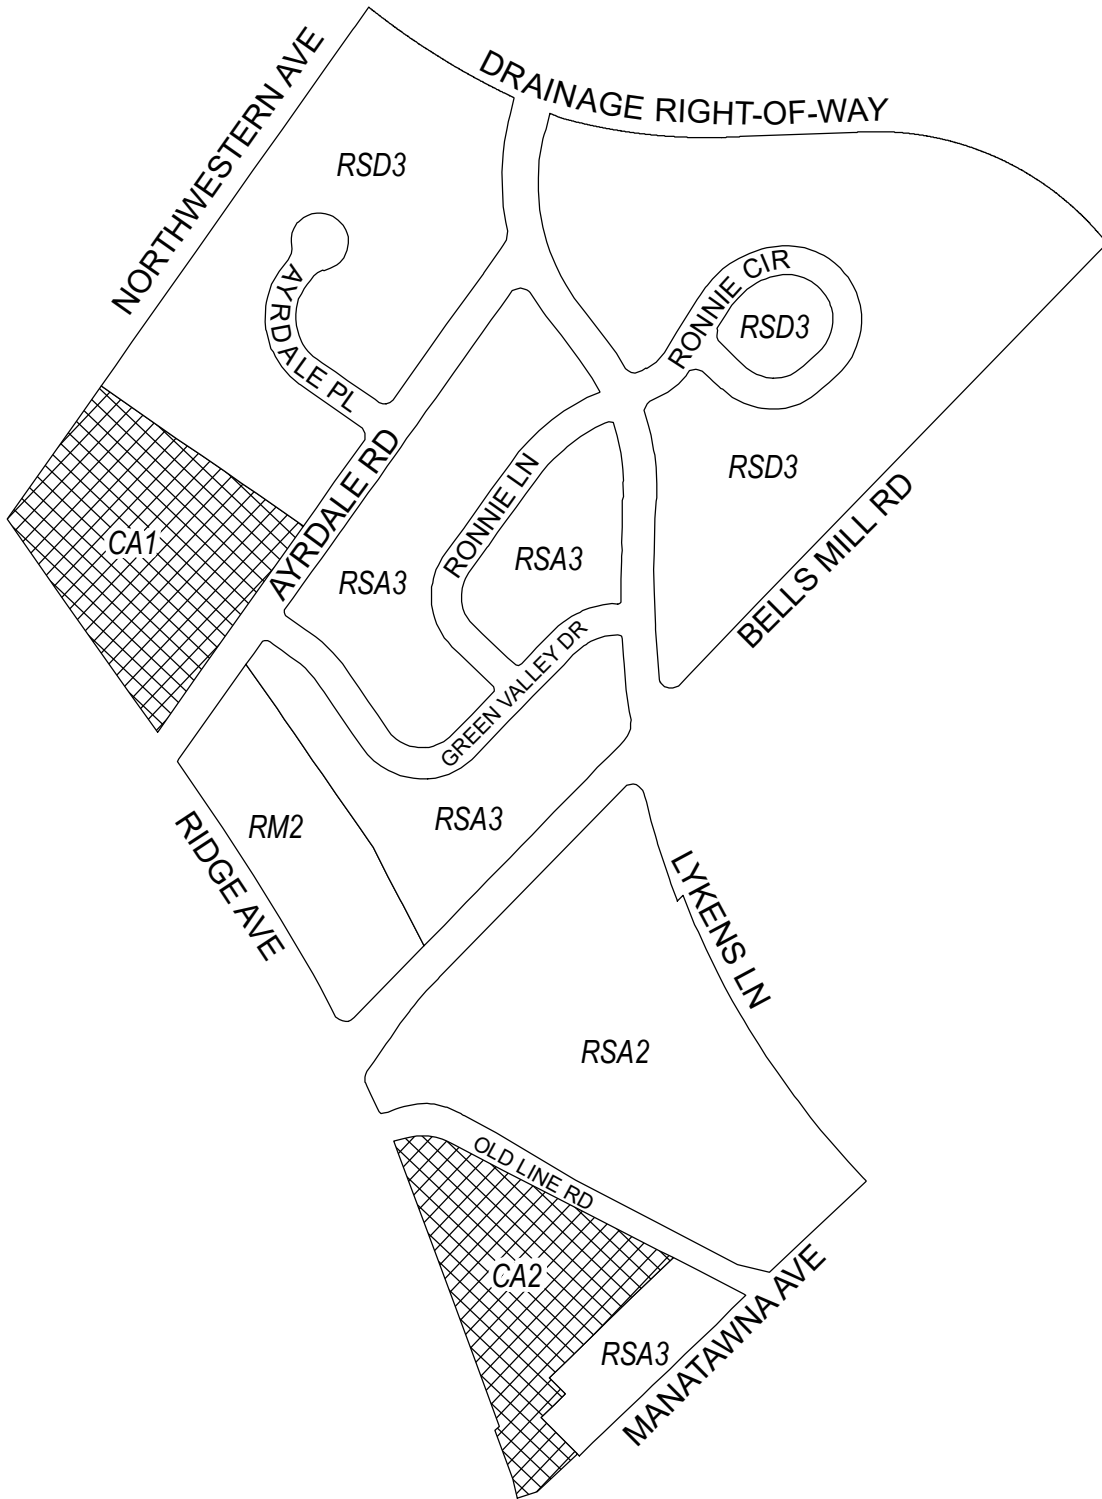 NORTHWESTERN AVE
DRAINAGE RIGHT-OF-WAY
RSD3
AYRDALE PL
RONNIE CIR
RSD3
RSD3
AYRDALE RD
RONNIE LN
BELLS MILL RD
CA1
RSA3
RSA3
GREEN VALLEY DR
RM2
RSA3
RIDGE AVE
LYKENS LN
RSA2
OLD LINE RD
CA2
RSA3
MANATAWNA AVE